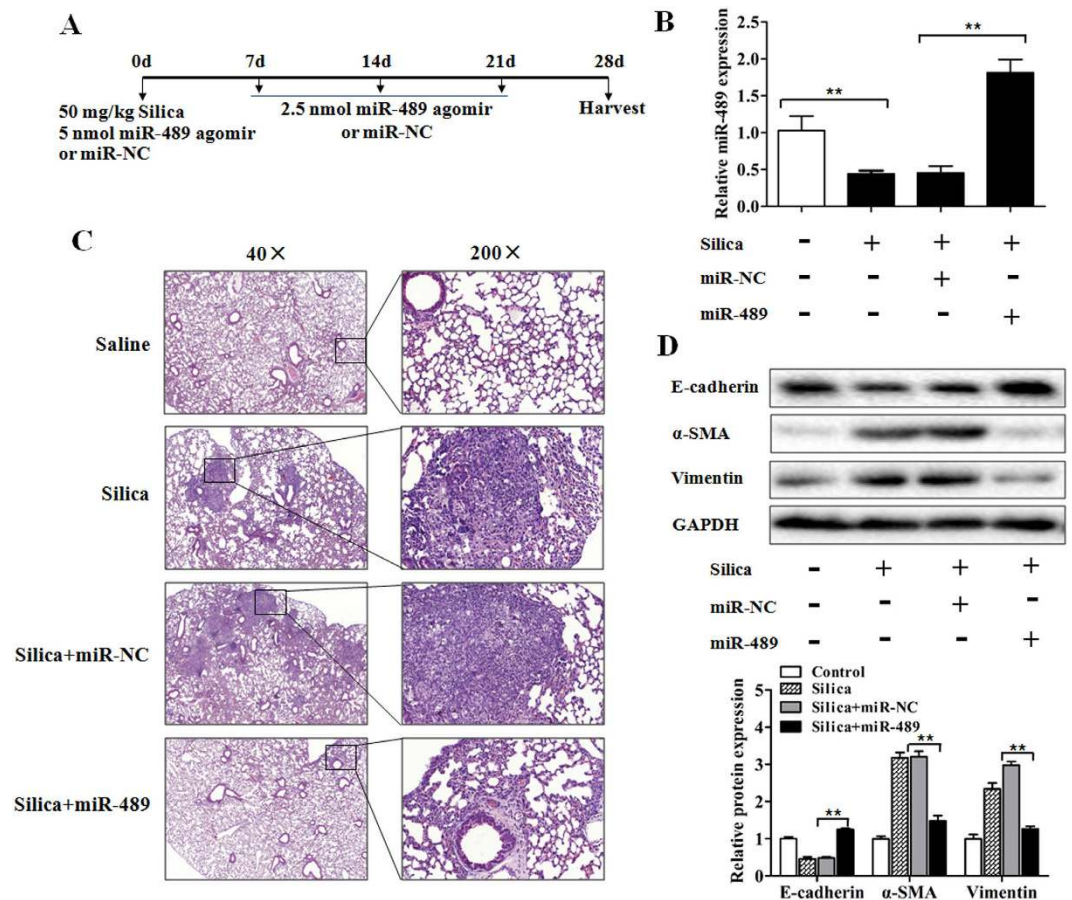 A
0d 7d 14d 21d 28d
50 mg/kg Silica
5 nmol miR-489 agomir
or miR-NC
2.5 nmol miR-489 agomir
or miR-NC
Harvest
B
Relative miR-489 expression
2.5
2.0
1.5
1.0
0.5
0.0
** **
Silica - + + +
miR-NC - - + -
miR-489 - - - +
C
40× 200×
Saline
Silica
Silica+miR-NC
Silica+miR-489
D
E-cadherin
α-SMA
Vimentin
GAPDH
Silica - + + +
miR-NC - - + -
miR-489 - - - +
Control
Silica
Silica+miR-NC
Silica+miR-489
Relative protein expression
5
4
3
2
1
0
** ** **
E-cadherin α-SMA Vimentin